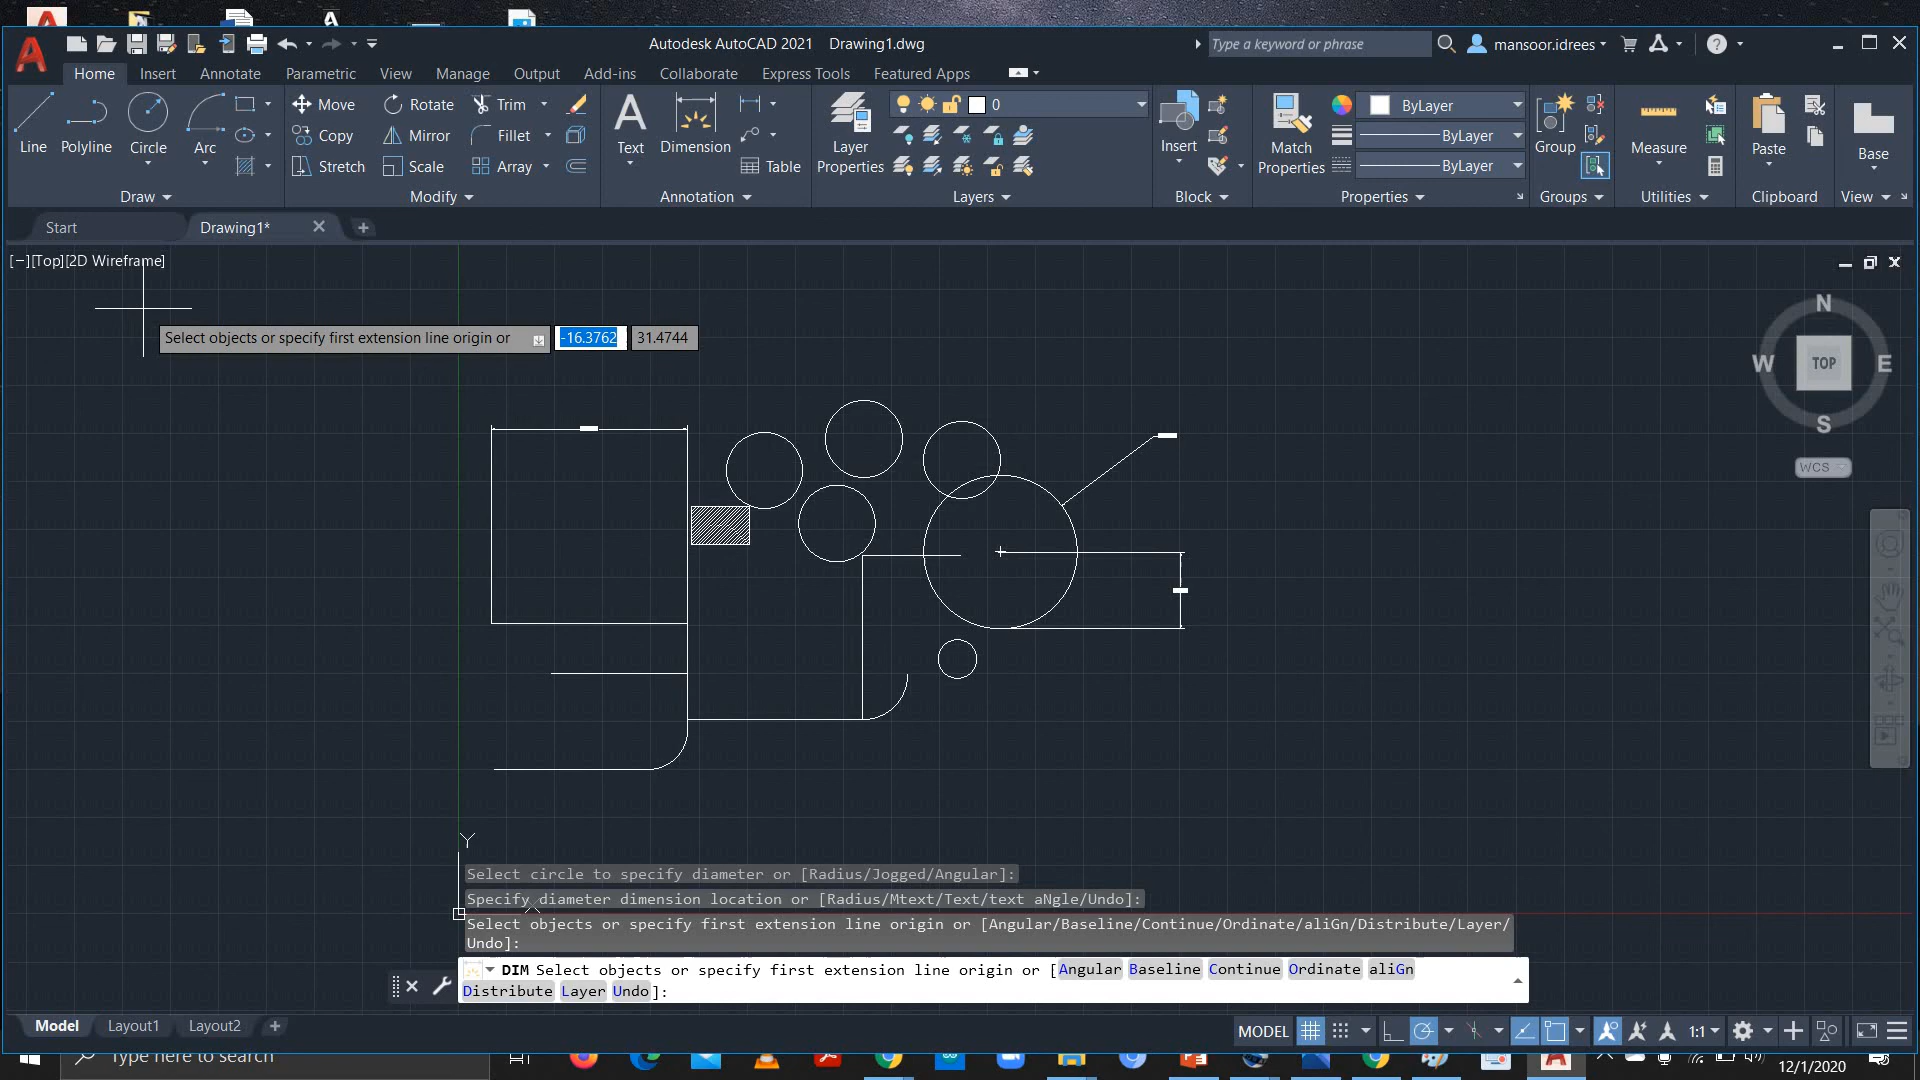 Autodesk AutoCAD 2021 Drawing1.dwg
Type a keyword or phrase
mansoor.idrees
?
Home Insert Annotate Parametric View Manage Output Add-ins Collaborate Express Tools Featured Apps
Line Polyline Circle Arc
Move Rotate Trim
Copy Mirror Fillet
Stretch Scale Array
Text Dimension Table
Layer Properties
0
Insert
Match Properties
ByLayer
ByLayer
ByLayer
Group
Measure
Paste
Base
Draw Modify Annotation Layers Block Properties Groups Utilities Clipboard View
Start Drawing1*
[−][Top][2D Wireframe]
Select objects or specify first extension line origin or -16.3762 31.4744
N
W TOP E
S
WCS
Y
Select circle to specify diameter or [Radius/Jogged/Angular]:
Specify diameter dimension location or [Radius/Mtext/Text/text aNgle/Undo]:
Select objects or specify first extension line origin or [Angular/Baseline/Continue/Ordinate/aliGn/Distribute/Layer/
Undo]:
DIM Select objects or specify first extension line origin or [Angular Baseline Continue Ordinate aliGn
Distribute Layer Undo]:
Model Layout1 Layout2
MODEL 1:1
Type here to search
12/1/2020